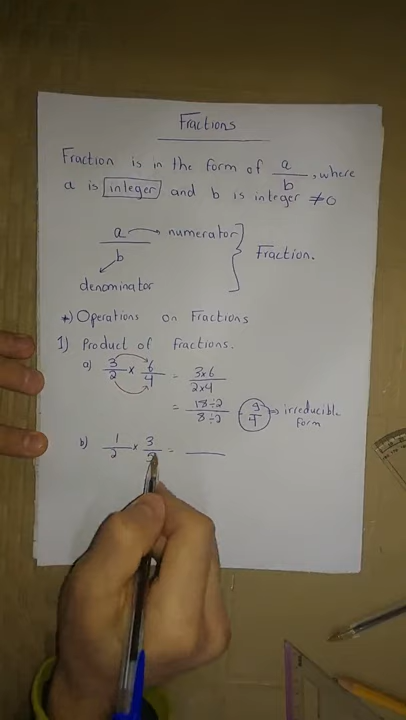 Fractions
Fraction is in the form of a/b, where
a is integer and b is integer ≠0
a → numerator
b
Fraction.
denominator
*) Operations on Fractions
1) Product of fractions.
a) 3/2 x 6/4 = 3x6/2x4
= 18÷2/8÷2 = 9/4 → irreducible
form
b) 1/2 x 3/ =